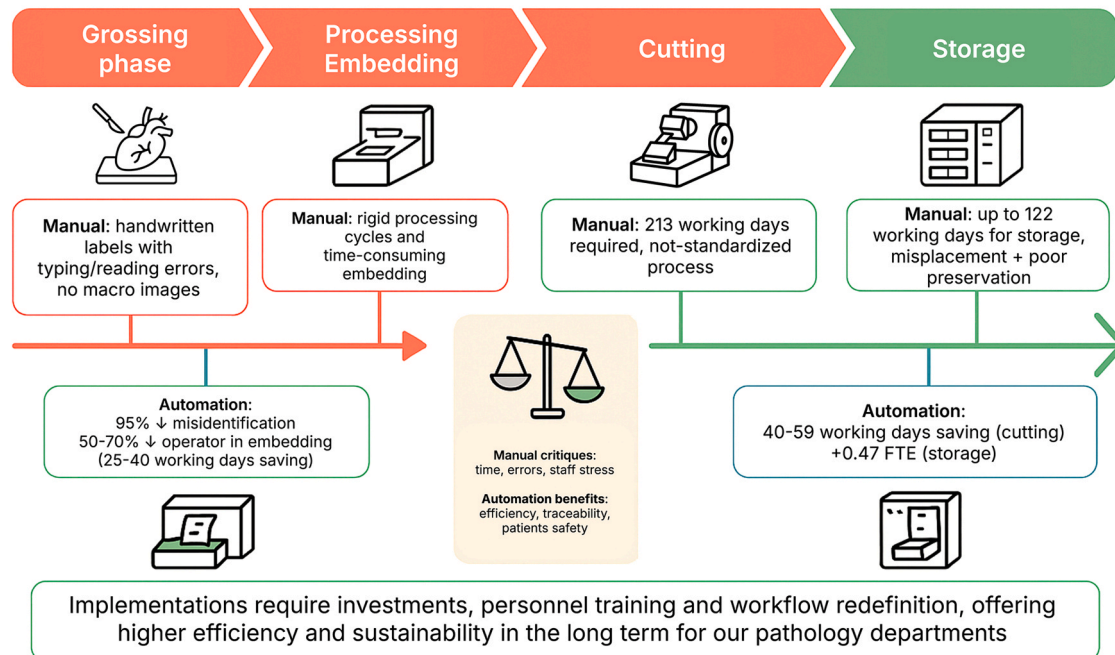 Grossing
phase
Processing
Embedding
Cutting
Storage
Manual: handwritten
labels with
typing/reading errors,
no macro images
Manual: rigid processing
cycles and
time-consuming
embedding
Manual: 213 working days
required, not-standardized
process
Manual: up to 122
working days for storage,
misplacement + poor
preservation
Automation:
95% ↓ misidentification
50-70% ↓ operator in embedding
(25-40 working days saving)
Manual critiques:
time, errors, staff stress
Automation benefits:
efficiency, traceability,
patients safety
Automation:
40-59 working days saving (cutting)
+0.47 FTE (storage)
Implementations require investments, personnel training and workflow redefinition, offering
higher efficiency and sustainability in the long term for our pathology departments